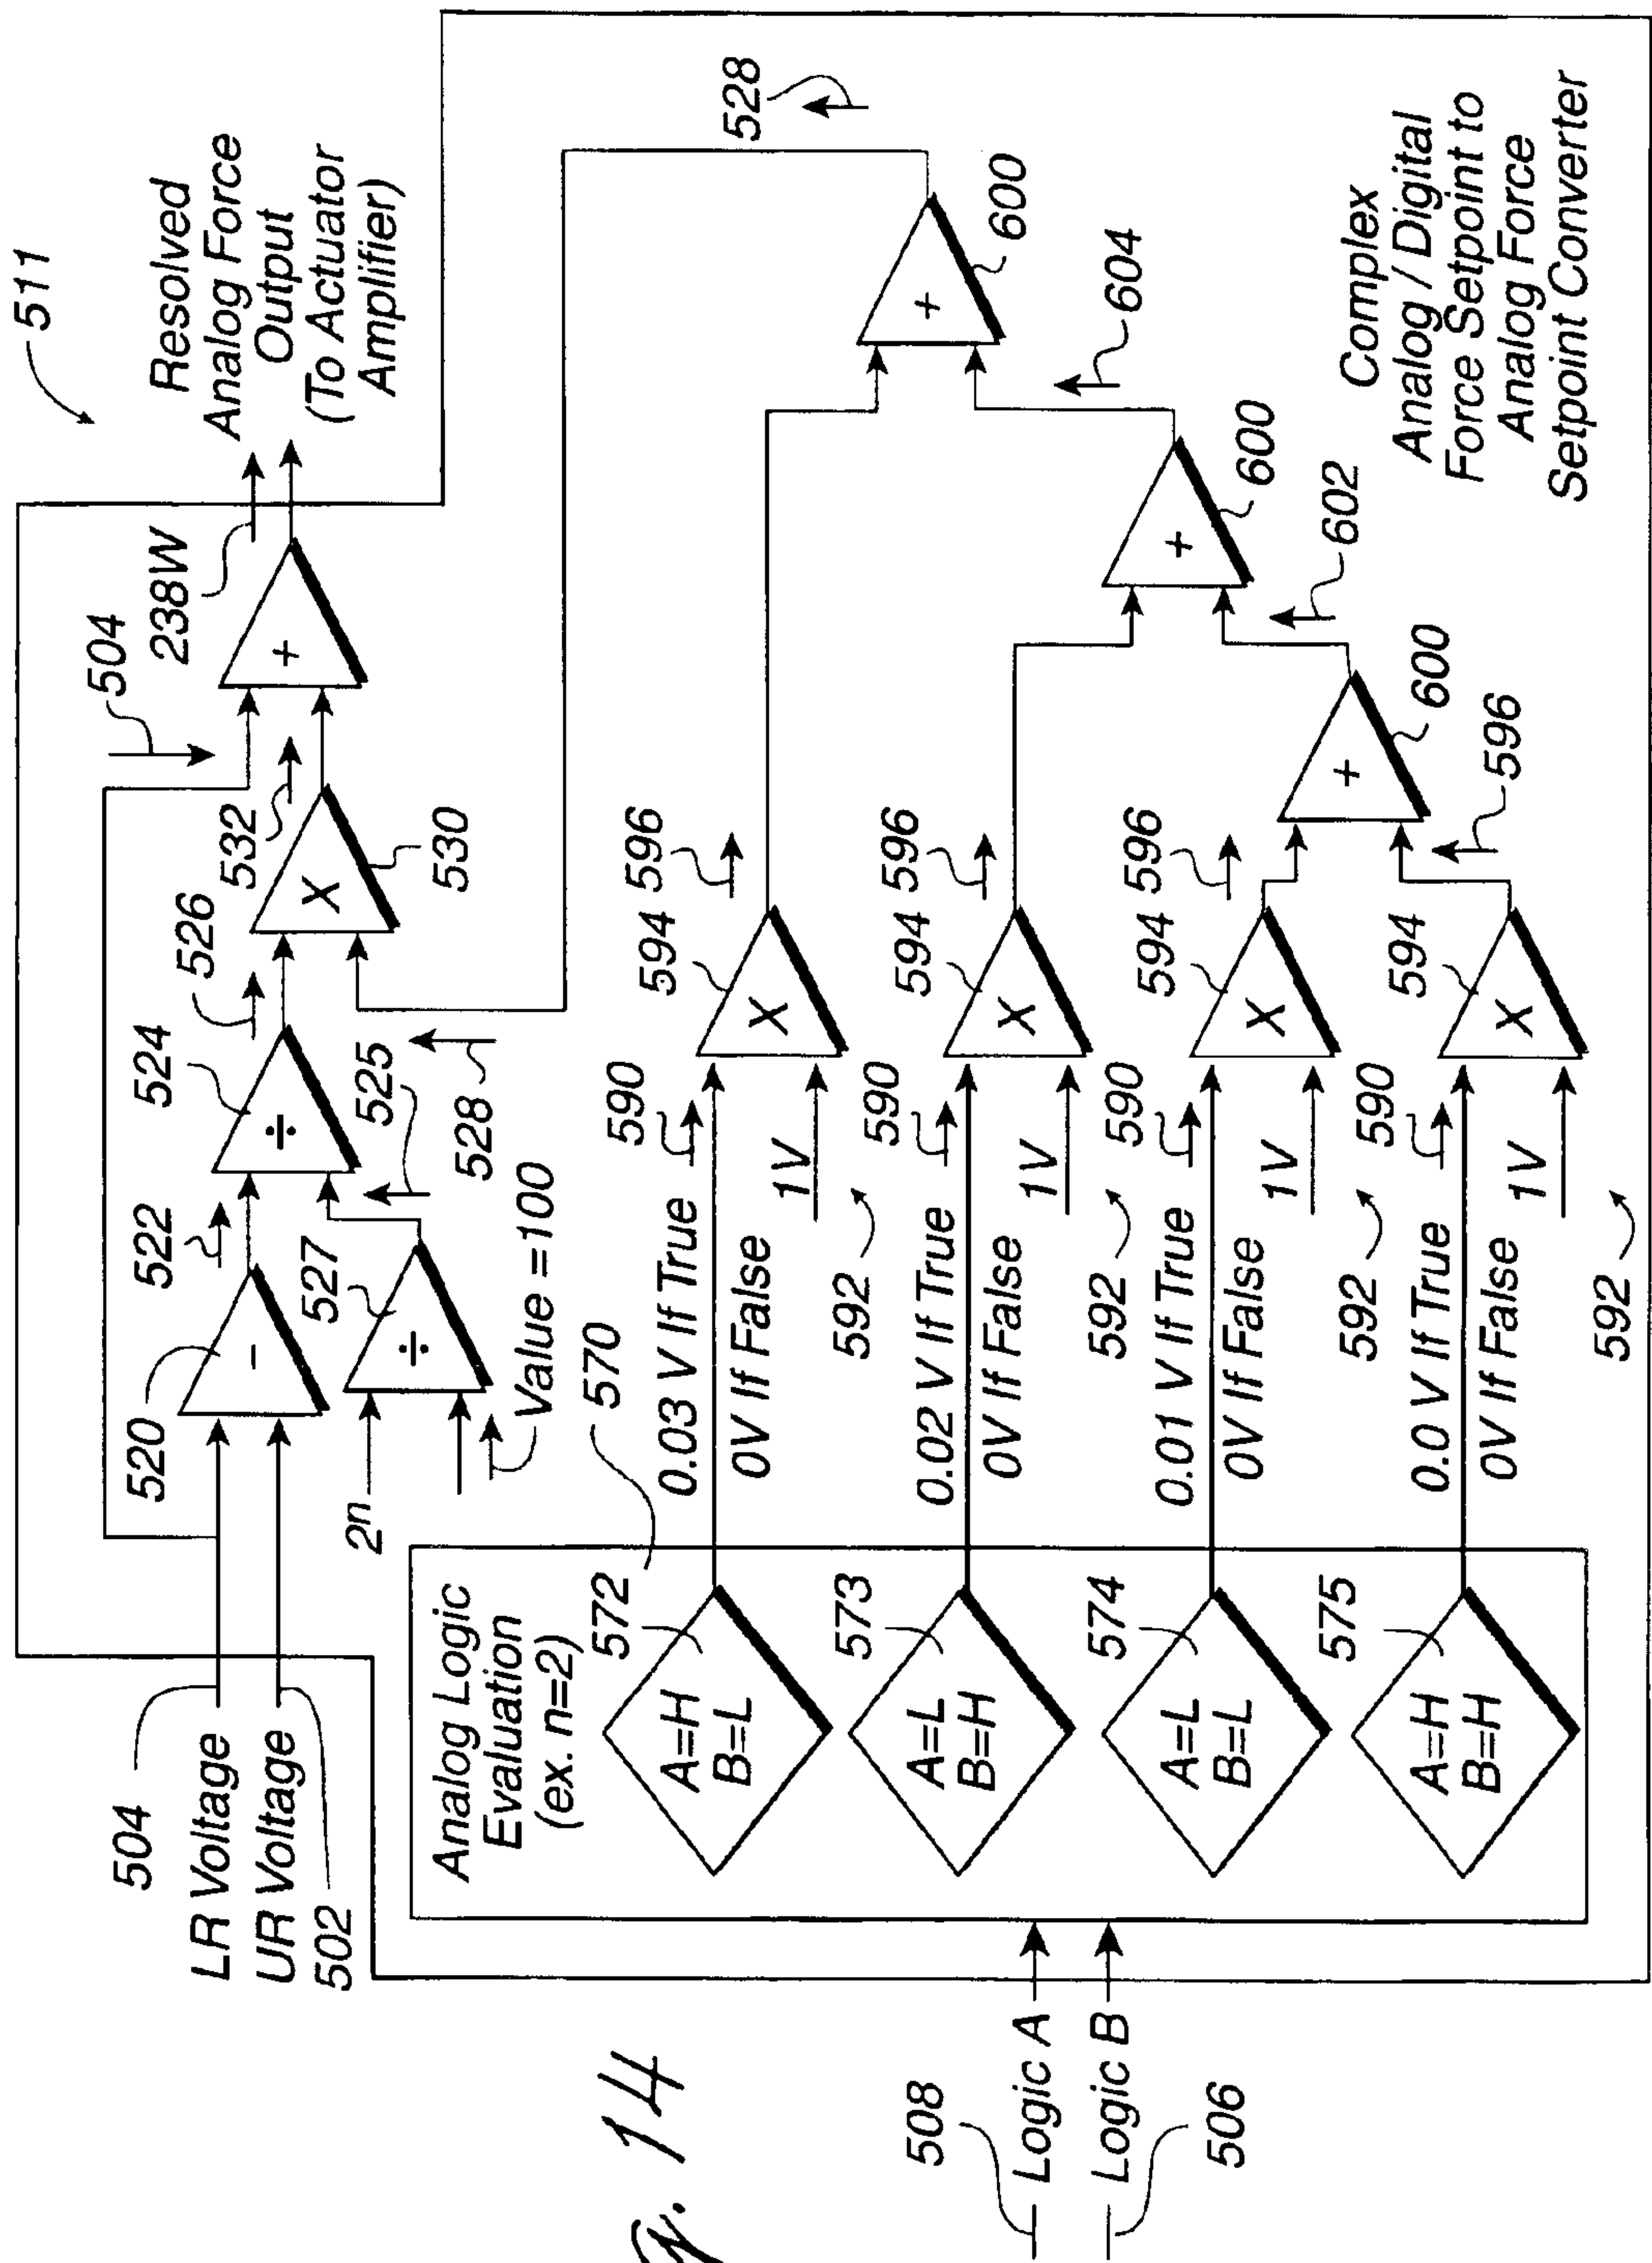 511
504
LR Voltage
UR Voltage
502
520
-
522
2n
÷
527
Value =100
524
÷
525
526
528
X
530
532
504
+
238W
Resolved
Analog Force
Output
(To Actuator
Amplifier)
528
Analog Logic
Evaluation
(ex. n=2)
570
572
A=H
B=L
0.03 V If True
0V If False
590
1V
592
X
594
596
573
A=L
B=H
0.02 V If True
0V If False
590
1V
592
X
594
596
574
A=L
B=L
0.01 V If True
0V If False
590
1V
592
X
594
596
575
A=H
B=H
0.0 V If True
0V If False
590
1V
592
X
594
596
+
600
602
+
600
604
+
600
508
Logic A
Logic B
506
Complex
Analog / Digital
Force Setpoint to
Analog Force
Setpoint Converter
14